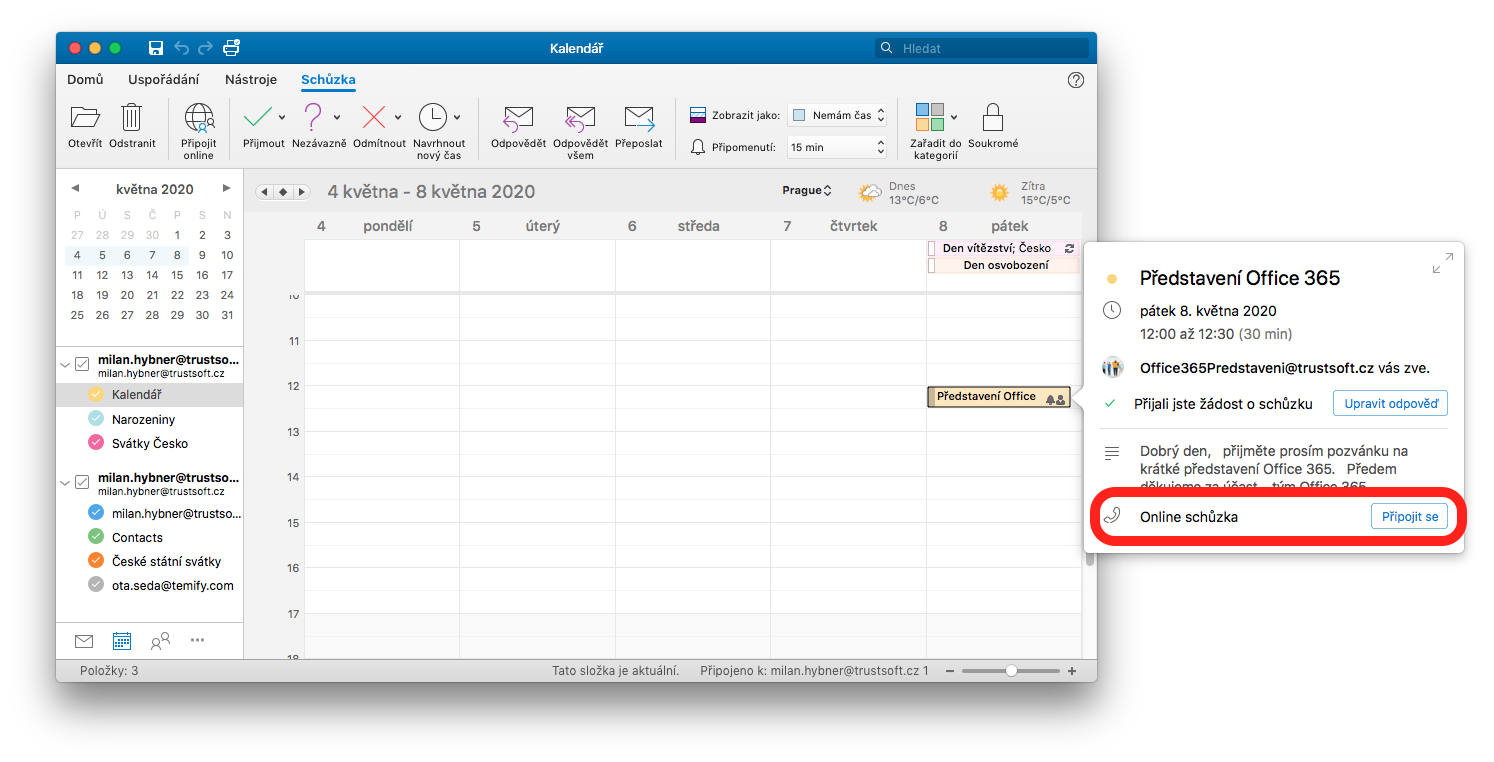 Kalendář
Hledat
Domů Uspořádání Nástroje Schůzka
Otevřít Odstranit
Připojit
online
Přijmout Nezávazně Odmítnout
Navrhnout
nový čas
Odpovědět
Odpovědět
všem
Přeposlat
Zobrazit jako: Nemám čas
Připomenutí: 15 min
Zařadit do
kategorií
Soukromé
května 2020
P Ú S Č P S N
27 28 29 30 1 2 3
4 5 6 7 8 9 10
11 12 13 14 15 16 17
18 19 20 21 22 23 24
25 26 27 28 29 30 31
milan.hybner@trustso...
milan.hybner@trustsoft.cz
Kalendář
Narozeniny
Svátky Česko
milan.hybner@trustso...
milan.hybner@trustsoft.cz
milan.hybner@trustso...
Contacts
České státní svátky
ota.seda@temify.com
4 května - 8 května 2020
Prague
Dnes
13°C/6°C
Zítra
15°C/5°C
4 pondělí 5 úterý 6 středa 7 čtvrtek 8 pátek
Den vítězství; Česko
Den osvobození
10
11
12
Představení Office
13
14
15
16
17
18
Představení Office 365
pátek 8. května 2020
12:00 až 12:30 (30 min)
Office365Predstaveni@trustsoft.cz vás zve.
Přijali jste žádost o schůzku Upravit odpověď
Dobrý den, přijměte prosím pozvánku na
krátké představení Office 365. Předem
děkujeme za účast tým Office 365
Online schůzka Připojit se
Položky: 3
Tato složka je aktuální. Připojeno k: milan.hybner@trustsoft.cz 1